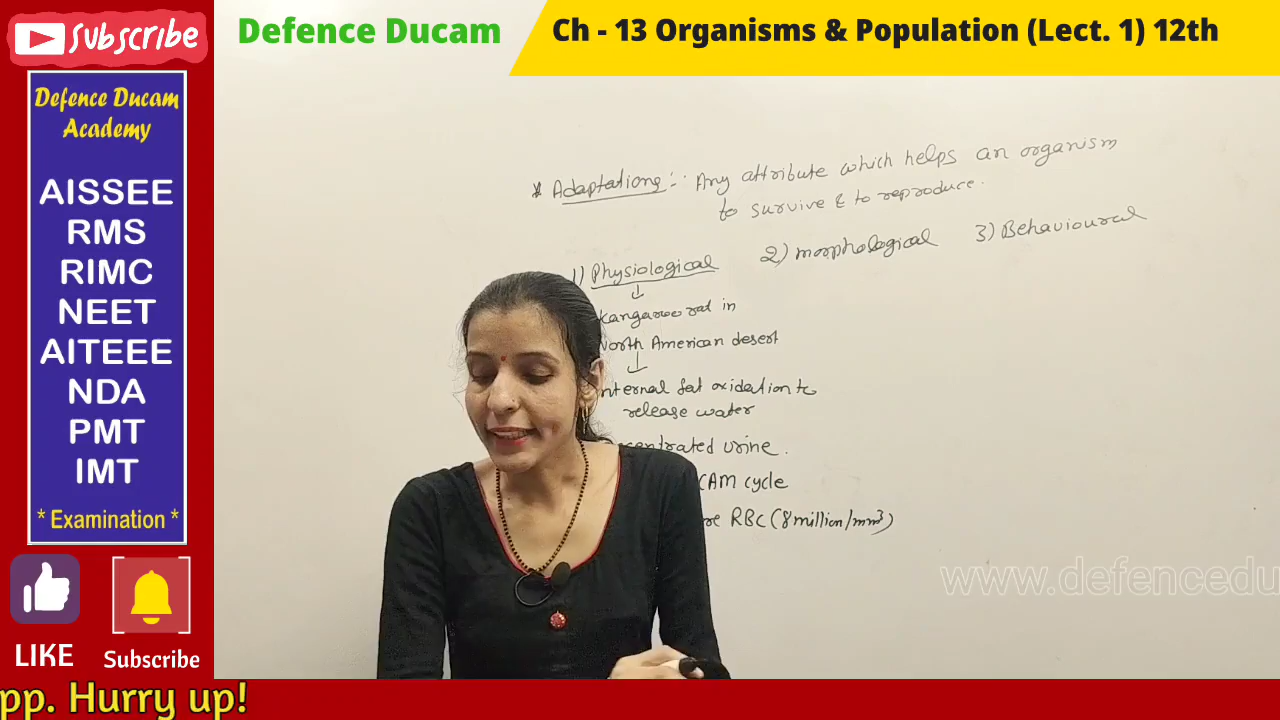 Subscribe
Defence Ducam
Ch - 13 Organisms & Population (Lect. 1) 12th
Defence Ducam
Academy
AISSEE
RMS
RIMC
NEET
AITEEE
NDA
PMT
IMT
* Examination *
LIKE
Subscribe
pp. Hurry up!
* Adaptations :- Any attribute which helps an organism
to survive & to reproduce.
1) Physiological 2) morphological 3) Behavioural
kangaroo rat in
North American desert
internal fat oxidation to
release water
urine.
CAM cycle
RBC (8 million/mm³)
www.defencedu